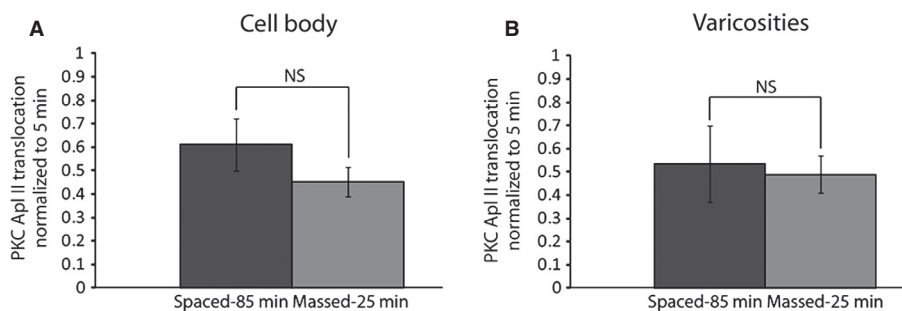 A
Cell body
PKC Apl II translocation
normalized to 5 min
1
0.9
0.8
0.7
0.6
0.5
0.4
0.3
0.2
0.1
0
NS
Spaced-85 min Massed-25 min
B
Varicosities
PKC Apl II translocation
normalized to 5 min
1
0.9
0.8
0.7
0.6
0.5
0.4
0.3
0.2
0.1
0
NS
Spaced-85 min Massed-25 min